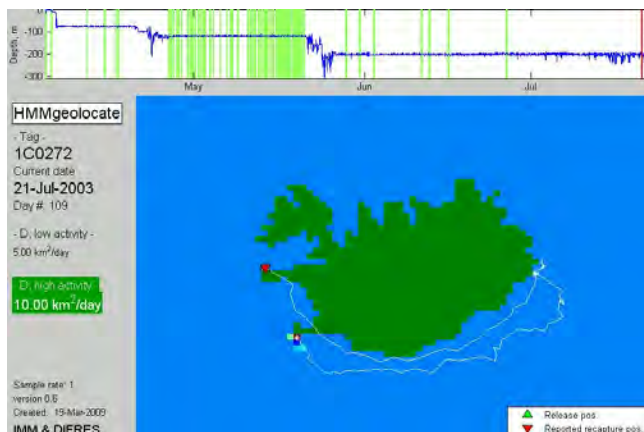 0
-100
-200
-300
Depth, m
May
Jun
Jul
HMMgeolocate
- Tag -
1C0272
Current date
21-Jul-2003
Day #: 109
- D, low activity -
5.00 km²/day
- D, high activity -
10.00 km²/day
Sample rate: 1
version 0.6
Created: 19-Mar-2009
IMM & DIFRES
Release pos
Reported recapture pos